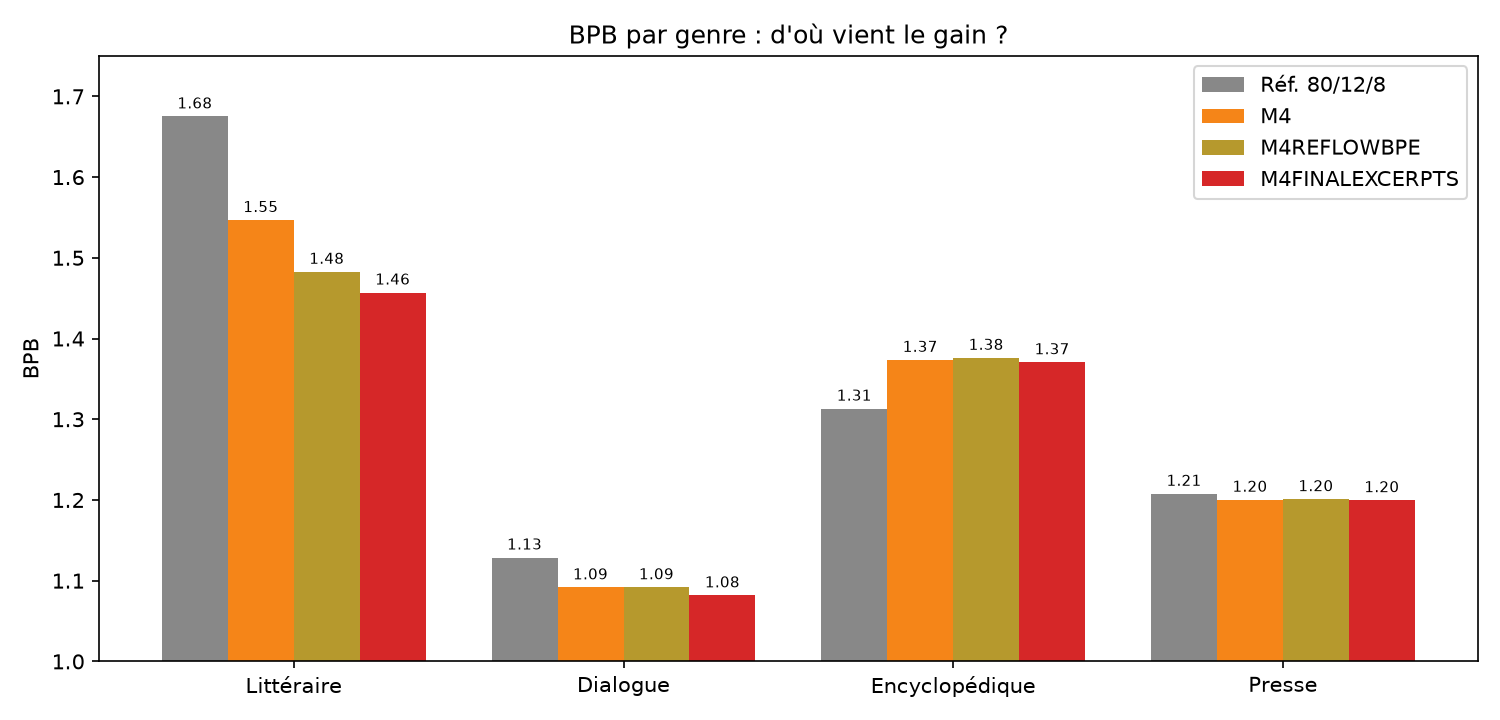 BPB par genre : d'où vient le gain ?
Réf. 80/12/8
M4
M4REFLOWBPE
M4FINALEXCERPTS
BPB
1.7
1.6
1.5
1.4
1.3
1.2
1.1
1.0
1.68
1.55
1.48
1.46
1.13
1.09
1.09
1.08
1.31
1.37
1.38
1.37
1.21
1.20
1.20
1.20
Littéraire
Dialogue
Encyclopédique
Presse